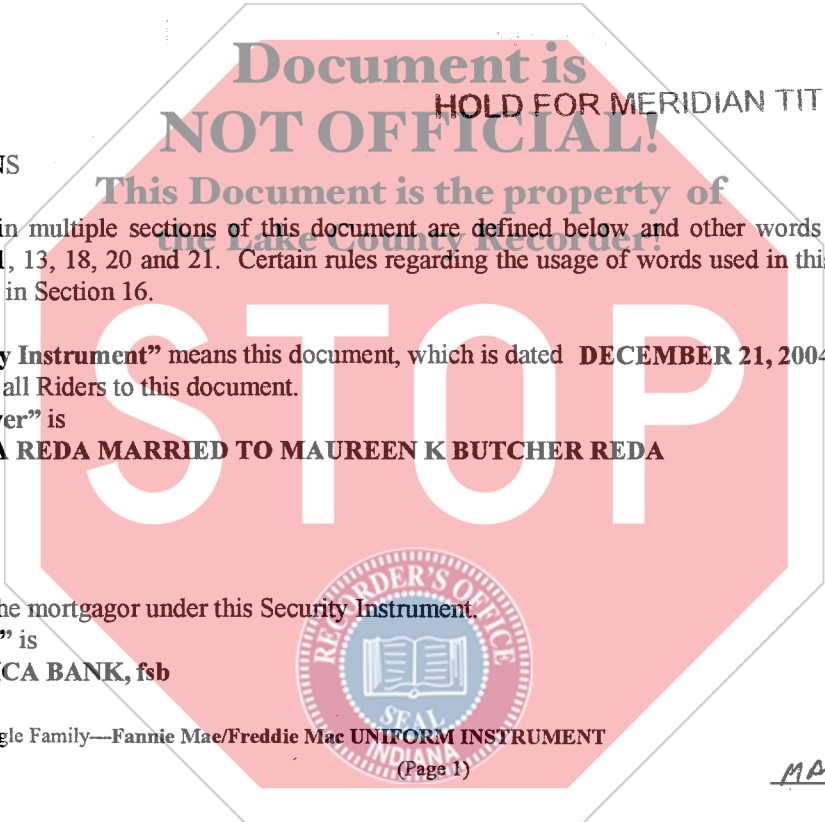 Document is
HOLD FOR MERIDIAN TIT
NOT OFFICIAL!
NS
This Document is the property of
in multiple sections of this document are defined below and other words
the Lake County Recorder!
1, 13, 18, 20 and 21. Certain rules regarding the usage of words used in this
in Section 16.
y Instrument” means this document, which is dated DECEMBER 21, 2004
all Riders to this document.
er” is
A REDA MARRIED TO MAUREEN K BUTCHER REDA
STOP
he mortgagor under this Security Instrument.
” is
ICA BANK, fsb
RECORDER'S OFFICE
SEAL
INDIANA
gle Family—Fannie Mae/Freddie Mac UNIFORM INSTRUMENT
(Page 1)
MA